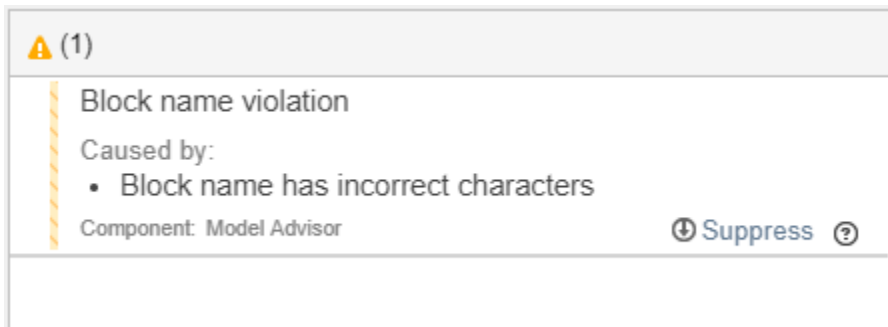 (1)
Block name violation
Caused by:
• Block name has incorrect characters
Component: Model Advisor Suppress